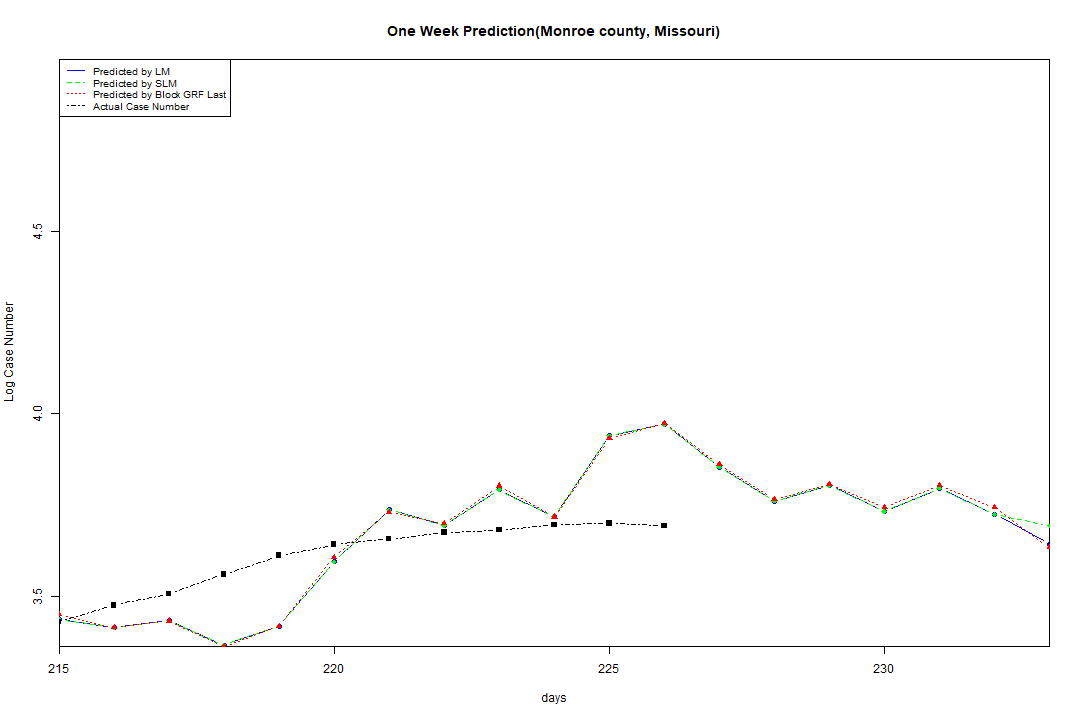 One Week Prediction(Monroe county, Missouri)
Predicted by LM
Predicted by SLM
Predicted by Block GRF Last
Actual Case Number
4.5
4.0
3.5
Log Case Number
215
220
225
230
days